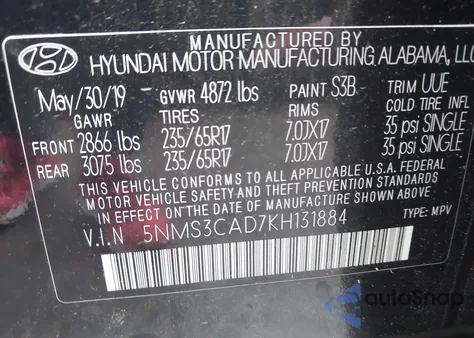 MANUFACTURED BY
HYUNDAI MOTOR MANUFACTURING ALABAMA, LLC
May/30/19 GVWR 4872 lbs PAINT S3B TRIM UUE
GAWR TIRES RIMS COLD TIRE INF.
FRONT 2866 lbs 235/65R17 7.0JX17 35 psi SINGLE
REAR 3075 lbs 235/65R17 7.0JX17 35 psi SINGLE
THIS VEHICLE CONFORMS TO ALL APPLICABLE U.S.A. FEDERAL
MOTOR VEHICLE SAFETY AND THEFT PREVENTION STANDARDS
IN EFFECT ON THE DATE OF MANUFACTURE SHOWN ABOVE.
V.I.N 5NMS3CAD7KH131884 TYPE: MPV
autoSnap